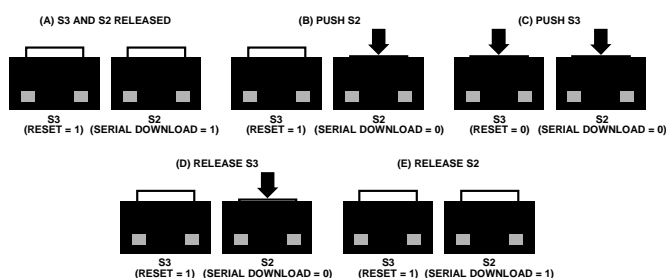 (A) S3 AND S2 RELEASED
(B) PUSH S2
(C) PUSH S3
S3
(RESET = 1)
S2
(SERIAL DOWNLOAD = 1)
S3
(RESET = 1)
S2
(SERIAL DOWNLOAD = 0)
S3
(RESET = 0)
S2
(SERIAL DOWNLOAD = 0)
(D) RELEASE S3
(E) RELEASE S2
S3
(RESET = 1)
S2
(SERIAL DOWNLOAD = 0)
S3
(RESET = 1)
S2
(SERIAL DOWNLOAD = 1)